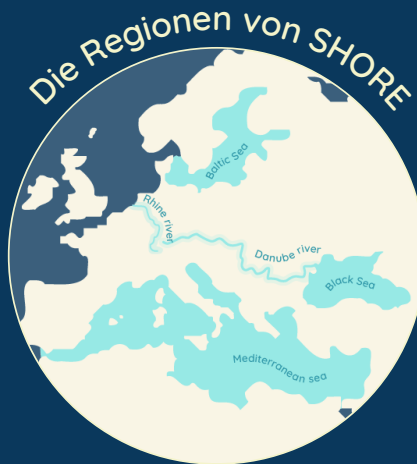 Die Regionen von SHORE
Baltic Sea
Rhine river
Danube river
Black Sea
Mediterranean sea